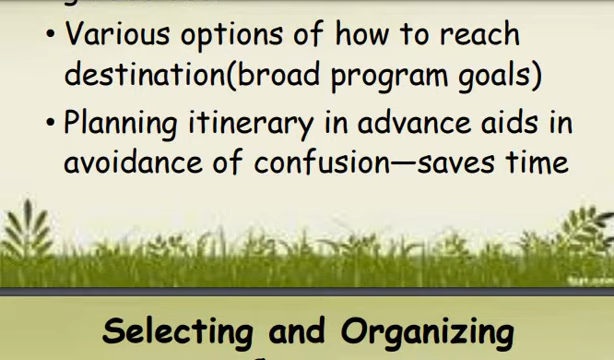 • Various options of how to reach
destination(broad program goals)
• Planning itinerary in advance aids in
avoidance of confusion—saves time
Selecting and Organizing